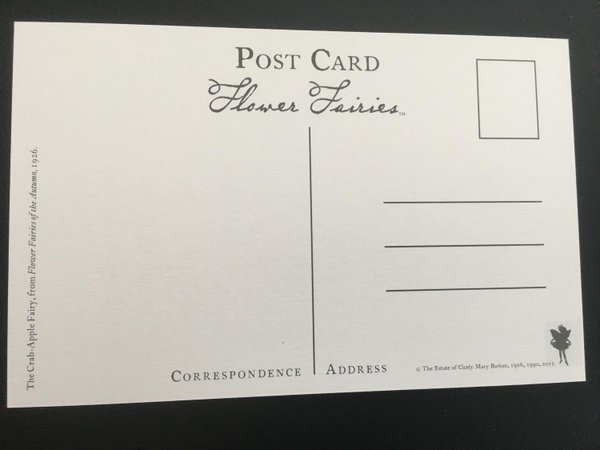 POST CARD
Flower Fairies™
The Crab-Apple Fairy, from Flower Fairies of the Autumn, 1926.
CORRESPONDENCE
ADDRESS
© The Estate of Cicely Mary Barker, 1926, 1990, 2012